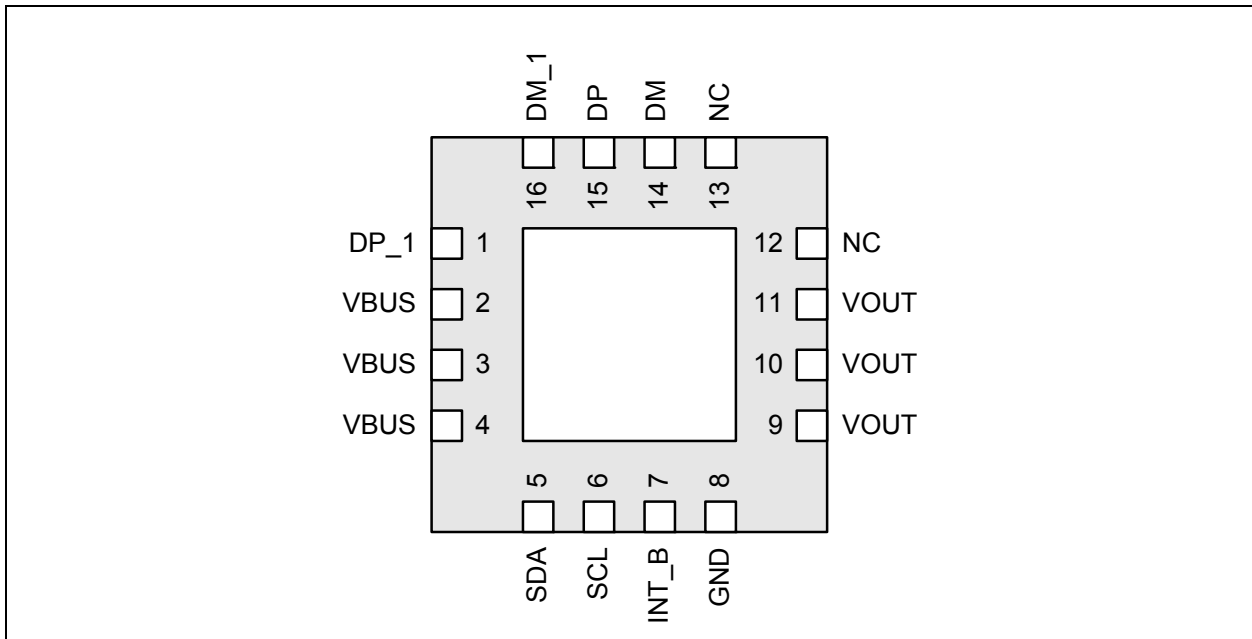 DM_1 DP DM NC
16 15 14 13
DP_1 1 12 NC
VBUS 2 11 VOUT
VBUS 3 10 VOUT
VBUS 4 9 VOUT
5 6 7 8
SDA SCL INT_B GND